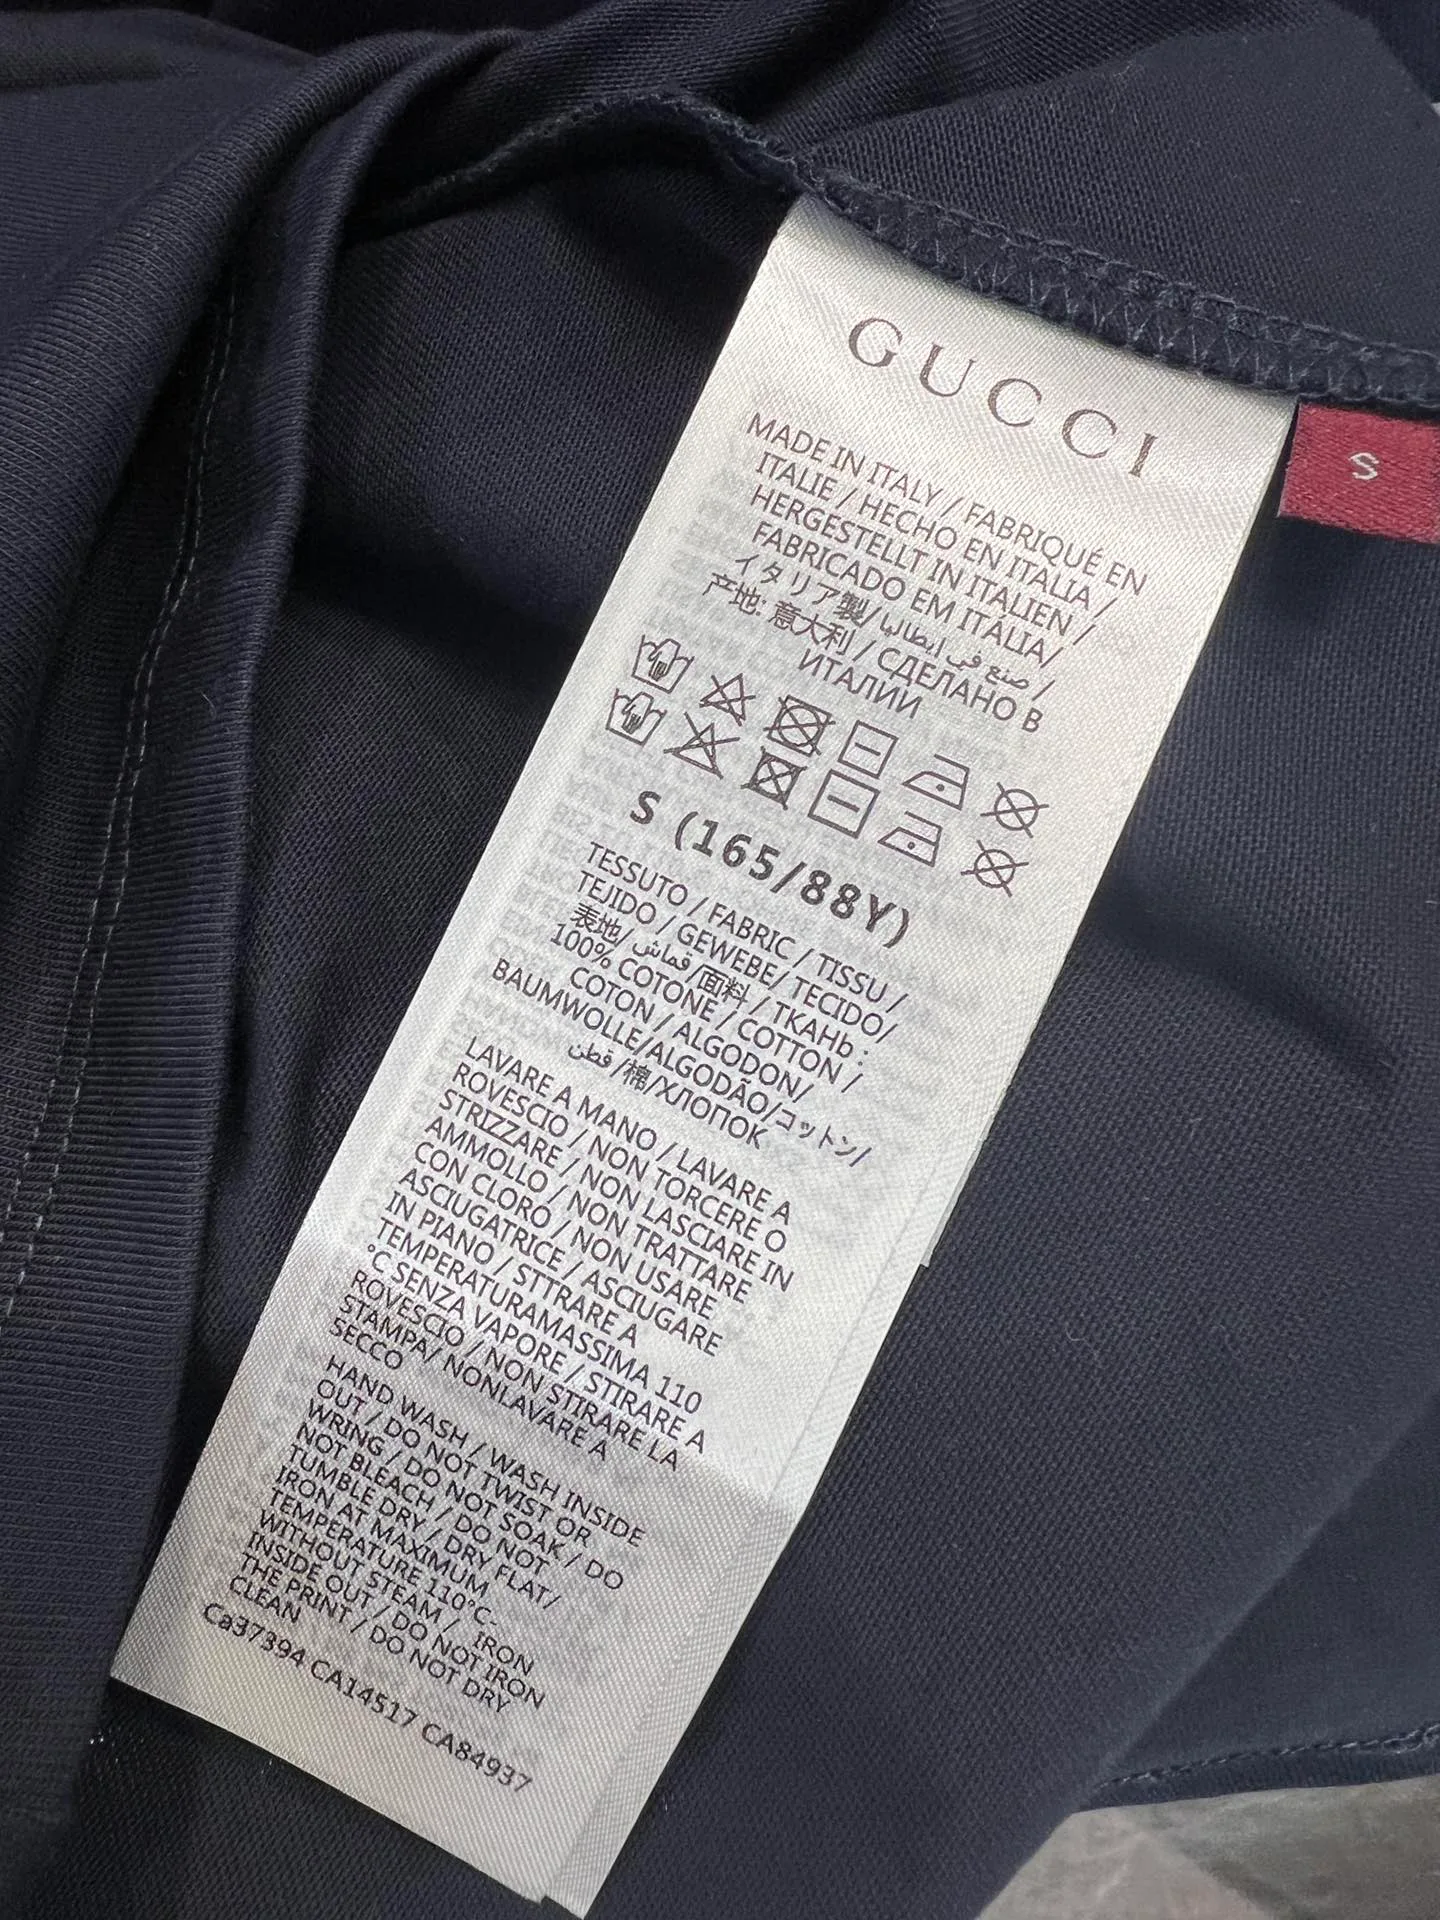 GUCCI
S
MADE IN ITALY / FABRIQUÉ EN
ITALIE / HECHO EN ITALIA /
HERGESTELLT IN ITALIEN /
FABRICADO EM ITÁLIA/
イタリア製/ صنع في إيطاليا /
产地: 意大利 / СДЕЛАНО В
ИТАЛИИ
S (165/88Y)
TESSUTO / FABRIC / TISSU /
TEJIDO / GEWEBE/ TECIDO/
表地/ قماش/面料 / ТКАНЬ :
100% COTONE / COTTON /
COTON / ALGODON/
BAUMWOLLE/ALGODÃO/コットン/
قطن /棉/ХЛОПОК
LAVARE A MANO / LAVARE A
ROVESCIO / NON TORCERE O
STRIZZARE / NON LASCIARE IN
AMMOLLO / NON TRATTARE
CON CLORO / NON USARE
ASCIUGATRICE / ASCIUGARE
IN PIANO / STTRARE A
TEMPERATURAMASSIMA 110
°C SENZA VAPORE / STIRARE A
ROVESCIO / NON STIRARE LA
STAMPA/ NONLAVARE A
SECCO
HAND WASH / WASH INSIDE
OUT / DO NOT TWIST OR
WRING / DO NOT SOAK / DO
NOT BLEACH / DO NOT
TUMBLE DRY / DRY FLAT/
IRON AT MAXIMUM
TEMPERATURE 110°C-
WITHOUT STEAM / IRON
INSIDE OUT / DO NOT IRON
THE PRINT / DO NOT DRY
CLEAN
Ca37394 CA14517 CA84937